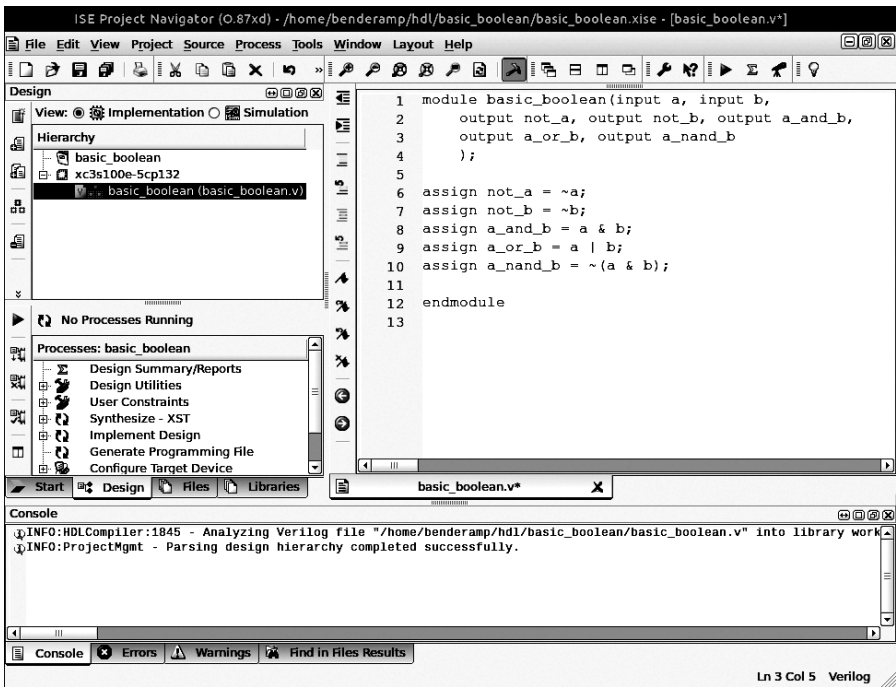 ISE Project Navigator (O.87xd) - /home/benderamp/hdl/basic_boolean/basic_boolean.xise - [basic_boolean.v*]
File Edit View Project Source Process Tools Window Layout Help
Design
View: Implementation Simulation
Hierarchy
basic_boolean
xc3s100e-5cp132
basic_boolean (basic_boolean.v)
No Processes Running
Processes: basic_boolean
Design Summary/Reports
Design Utilities
User Constraints
Synthesize - XST
Implement Design
Generate Programming File
Configure Target Device
Start Design Files Libraries
1 module basic_boolean(input a, input b,
2 output not_a, output not_b, output a_and_b,
3 output a_or_b, output a_nand_b
4 );
5
6 assign not_a = ~a;
7 assign not_b = ~b;
8 assign a_and_b = a & b;
9 assign a_or_b = a | b;
10 assign a_nand_b = ~(a & b);
11
12 endmodule
13
basic_boolean.v*
Console
INFO:HDLCompiler:1845 - Analyzing Verilog file "/home/benderamp/hdl/basic_boolean/basic_boolean.v" into library work
INFO:ProjectMgmt - Parsing design hierarchy completed successfully.
Console Errors Warnings Find in Files Results
Ln 3 Col 5 Verilog